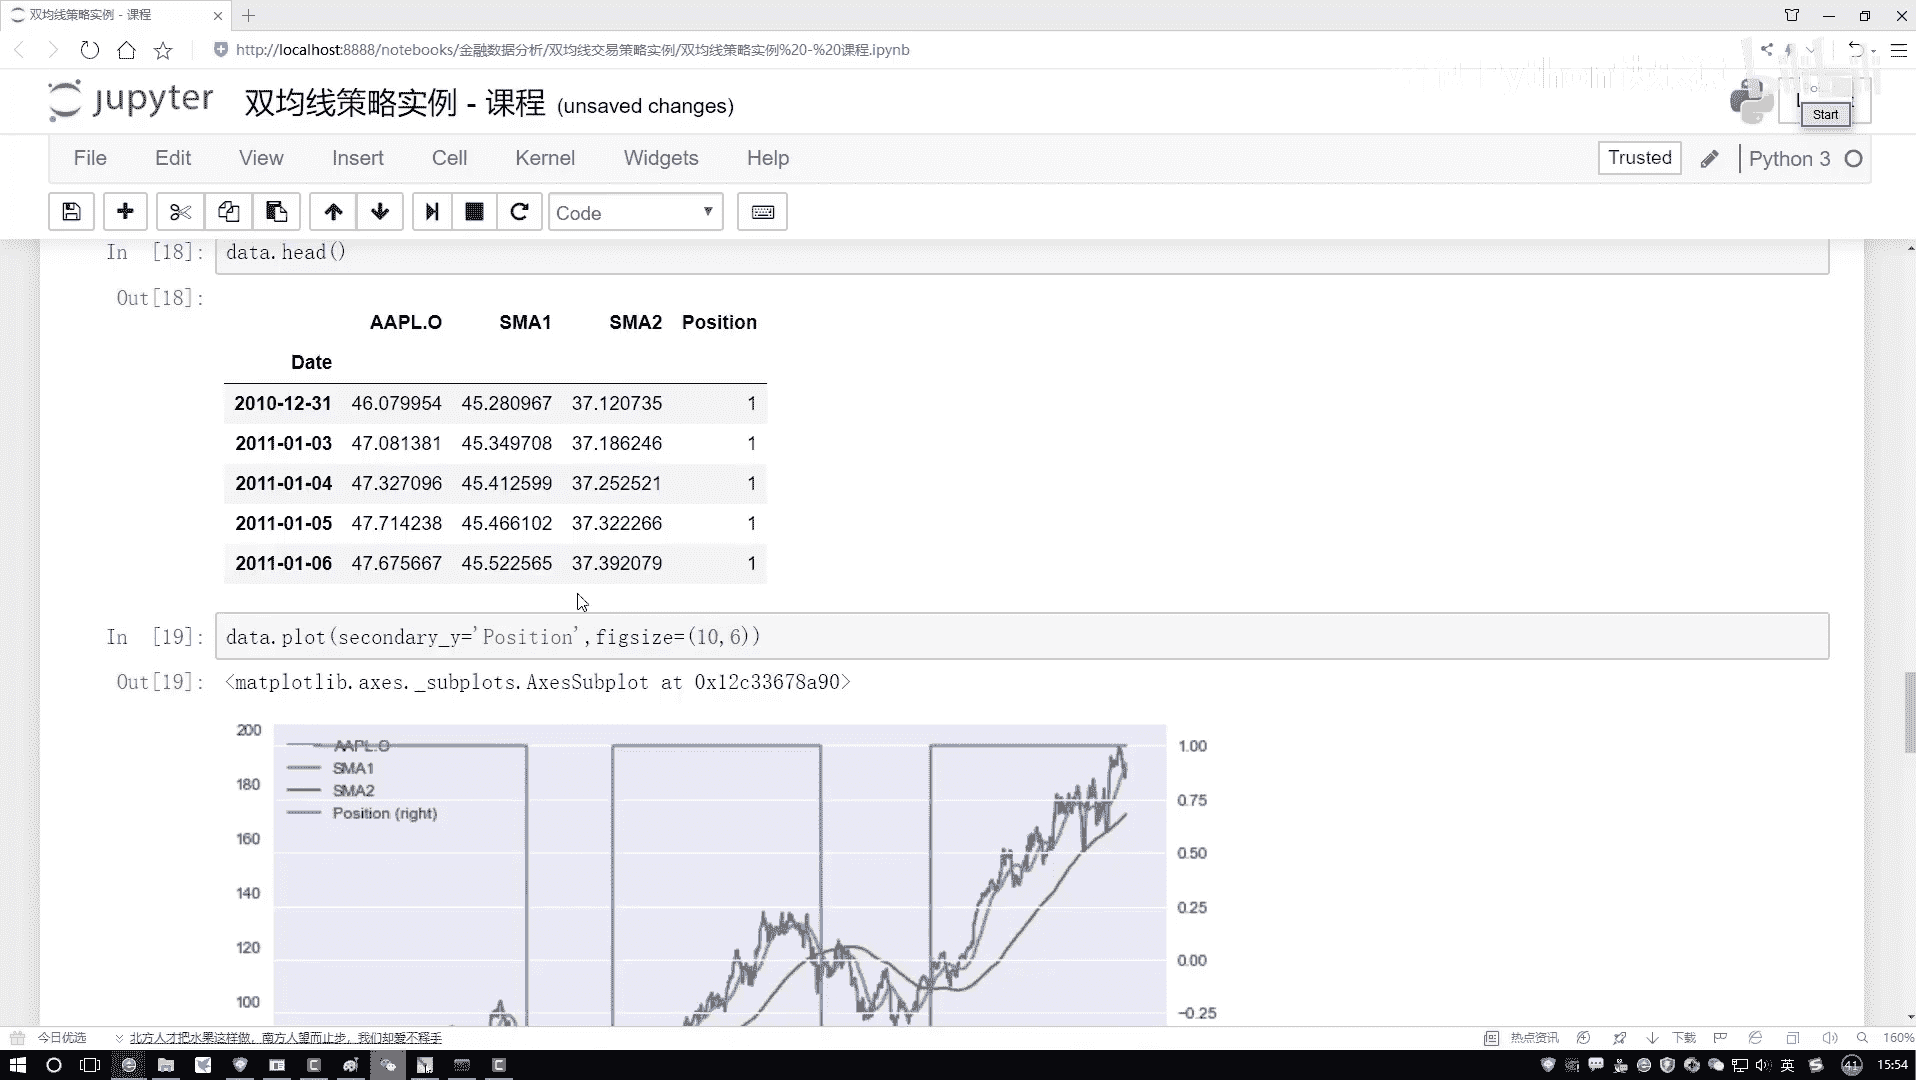 双均线策略实例 - 课程
http://localhost:8888/notebooks/金融数据分析/双均线交易策略实例/双均线策略实例%20-%20课程.ipynb
jupyter 双均线策略实例 - 课程 (unsaved changes)
Start
File Edit View Insert Cell Kernel Widgets Help
Trusted Python 3
Code
In [18]: data.head()
Out[18]:
AAPL.O SMA1 SMA2 Position
Date
2010-12-31 46.079954 45.280967 37.120735 1
2011-01-03 47.081381 45.349708 37.186246 1
2011-01-04 47.327096 45.412599 37.252521 1
2011-01-05 47.714238 45.466102 37.322266 1
2011-01-06 47.675667 45.522565 37.392079 1
In [19]: data.plot(secondary_y='Position',figsize=(10,6))
Out[19]: <matplotlib.axes._subplots.AxesSubplot at 0x12c33678a90>
200
180
160
140
120
100
AAPL.O
SMA1
SMA2
Position (right)
1.00
0.75
0.50
0.25
0.00
-0.25
今日优选 北方人才把水果这样做，南方人望而止步，我们却爱不释手 热点资讯 下载 160%
英 41 15:54